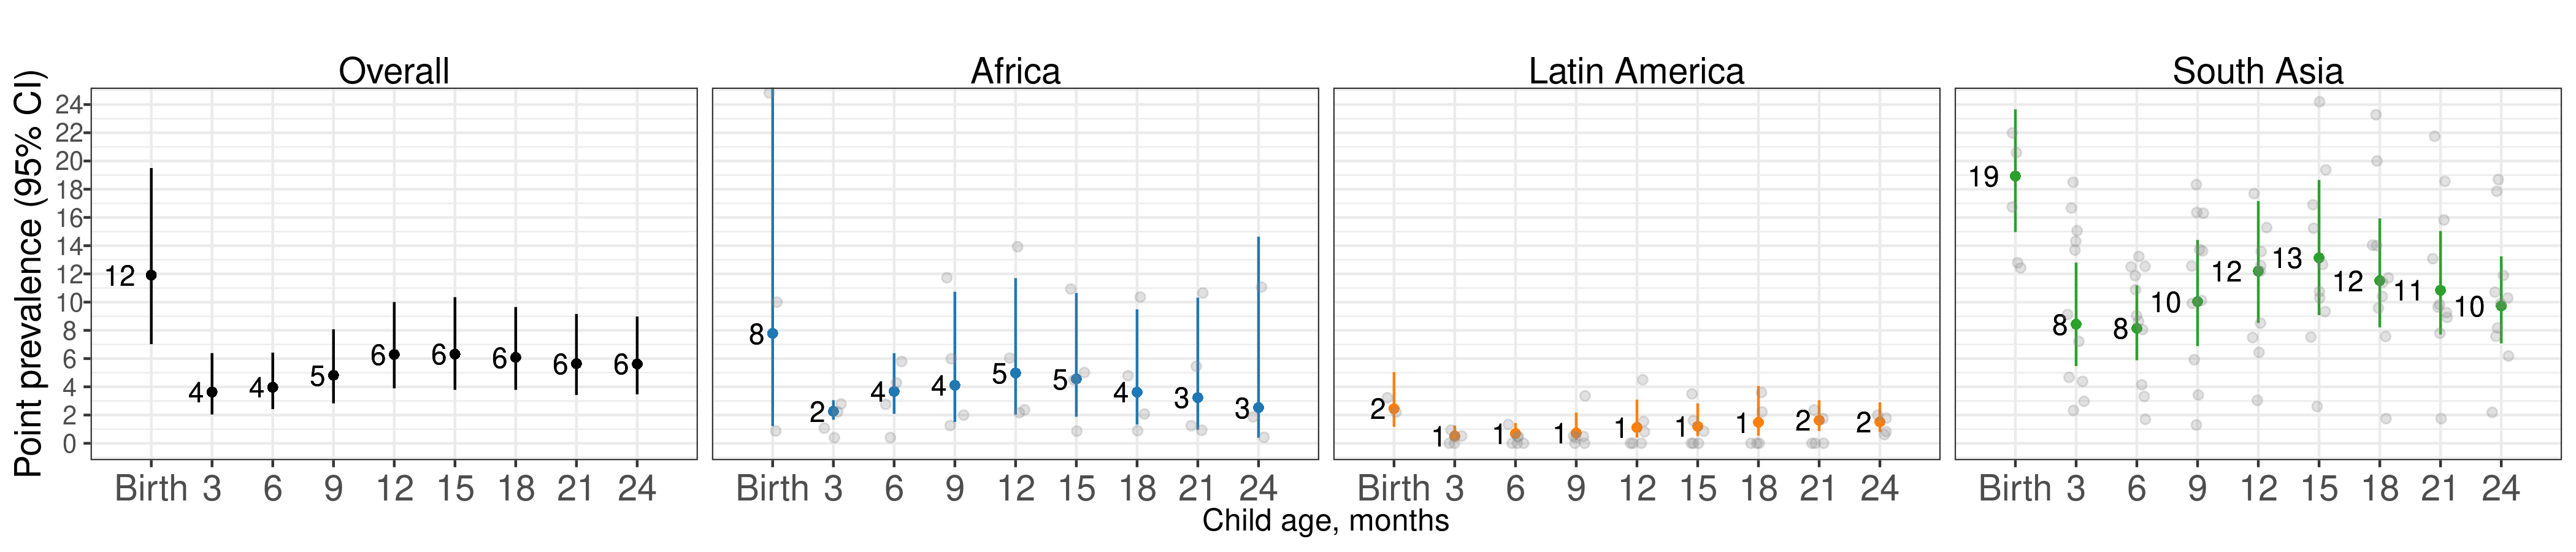 Overall Africa Latin America South Asia
Point prevalence (95% CI)
24
22
20
18
16
14
12
10
8
6
4
2
0
12 4 4 5 6 6 6 6 6
8 2 4 4 5 5 4 3 3
2 1 1 1 1 1 1 2 2
19 8 8 10 12 13 12 11 10
Birth 3 6 9 12 15 18 21 24 Birth 3 6 9 12 15 18 21 24 Birth 3 6 9 12 15 18 21 24 Birth 3 6 9 12 15 18 21 24
Child age, months